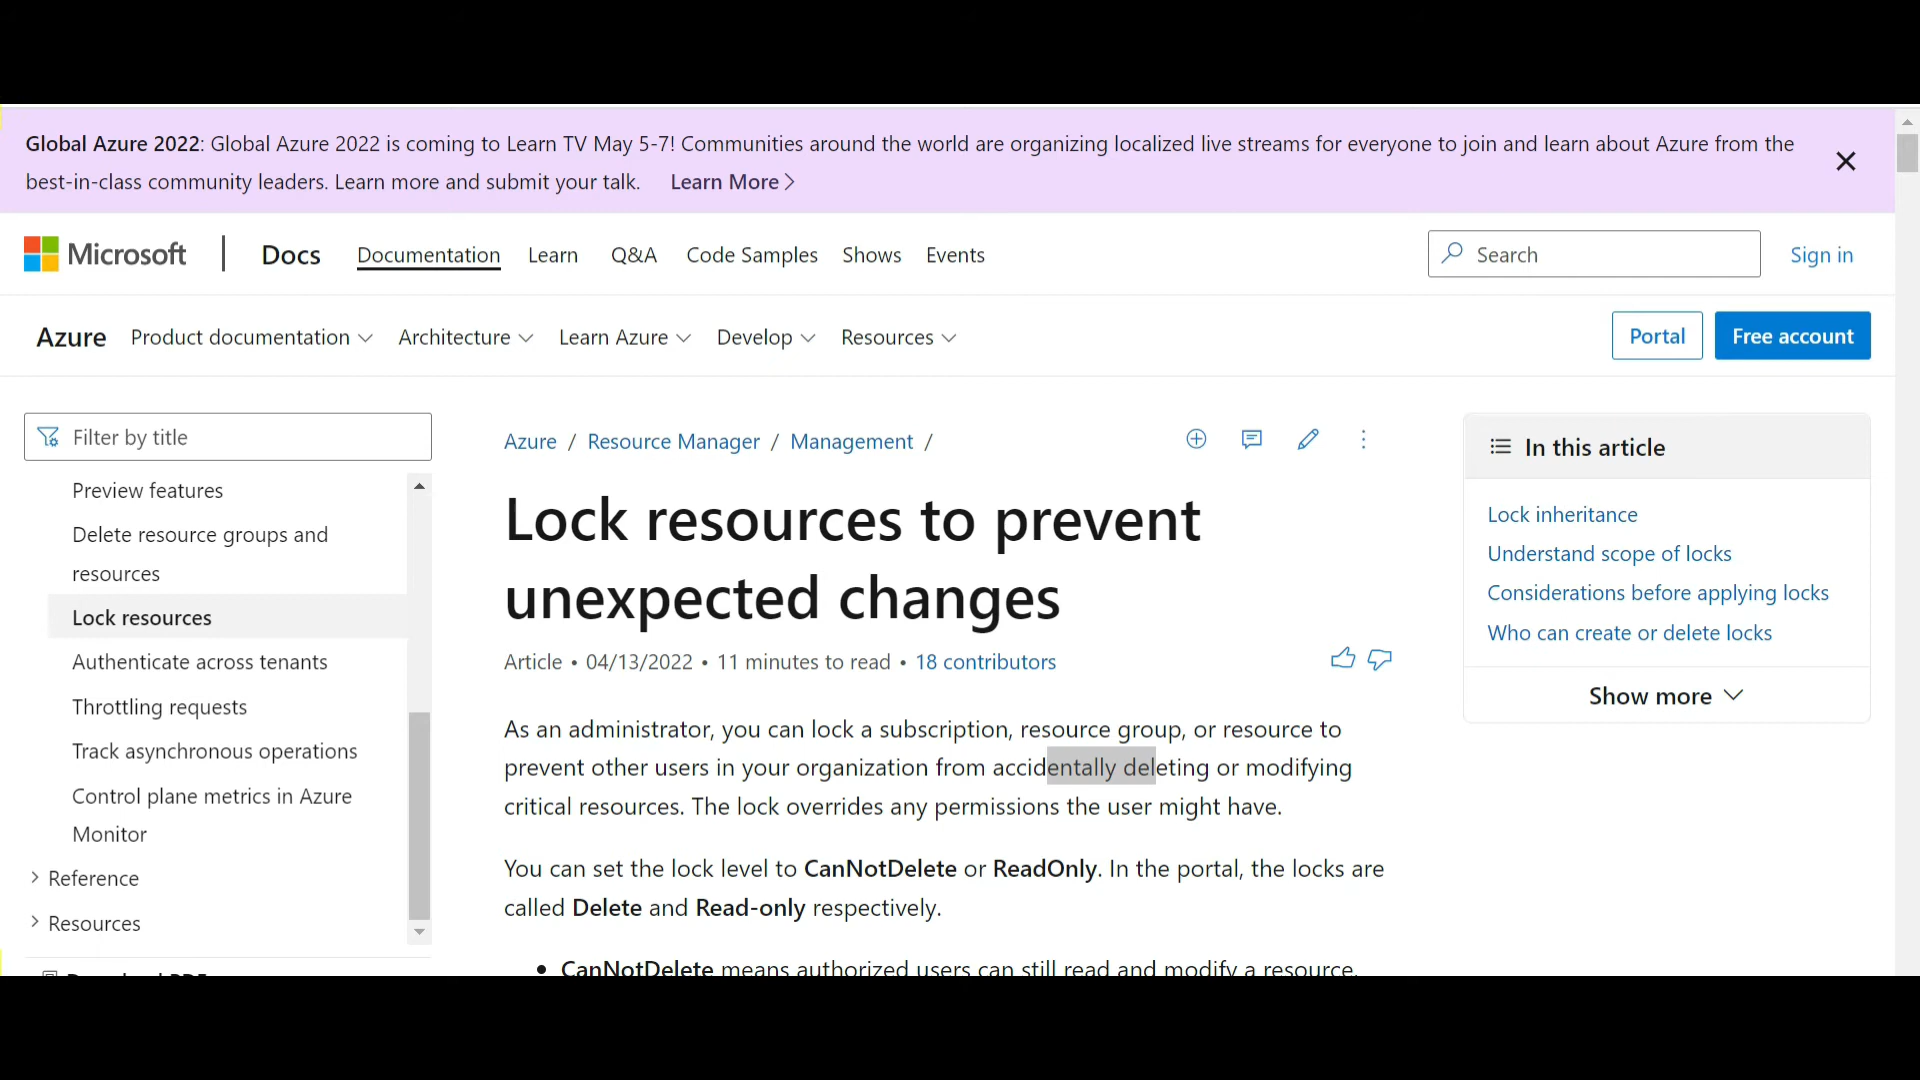 Global Azure 2022: Global Azure 2022 is coming to Learn TV May 5-7! Communities around the world are organizing localized live streams for everyone to join and learn about Azure from the
best-in-class community leaders. Learn more and submit your talk. Learn More
Microsoft Docs Documentation Learn Q&A Code Samples Shows Events Search Sign in
Azure Product documentation Architecture Learn Azure Develop Resources Portal Free account
Filter by title
Preview features
Delete resource groups and
resources
Lock resources
Authenticate across tenants
Throttling requests
Track asynchronous operations
Control plane metrics in Azure
Monitor
Reference
Resources
Azure / Resource Manager / Management /
Lock resources to prevent
unexpected changes
Article • 04/13/2022 • 11 minutes to read • 18 contributors
As an administrator, you can lock a subscription, resource group, or resource to
prevent other users in your organization from accidentally deleting or modifying
critical resources. The lock overrides any permissions the user might have.
You can set the lock level to CanNotDelete or ReadOnly. In the portal, the locks are
called Delete and Read-only respectively.
• CanNotDelete means authorized users can still read and modify a resource,
In this article
Lock inheritance
Understand scope of locks
Considerations before applying locks
Who can create or delete locks
Show more